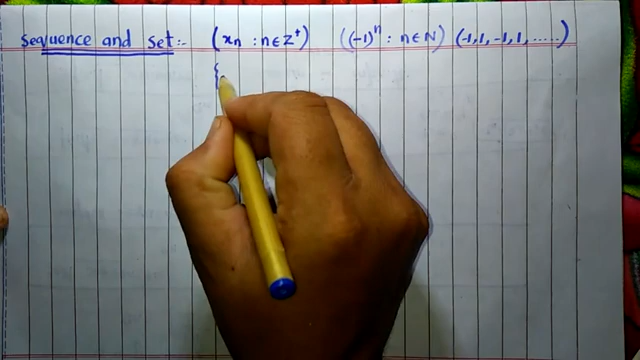 Sequence and set :- (xn : n∈Z⁺) ((-1)ⁿ : n∈N) (-1,1,-1,1,.....)
{